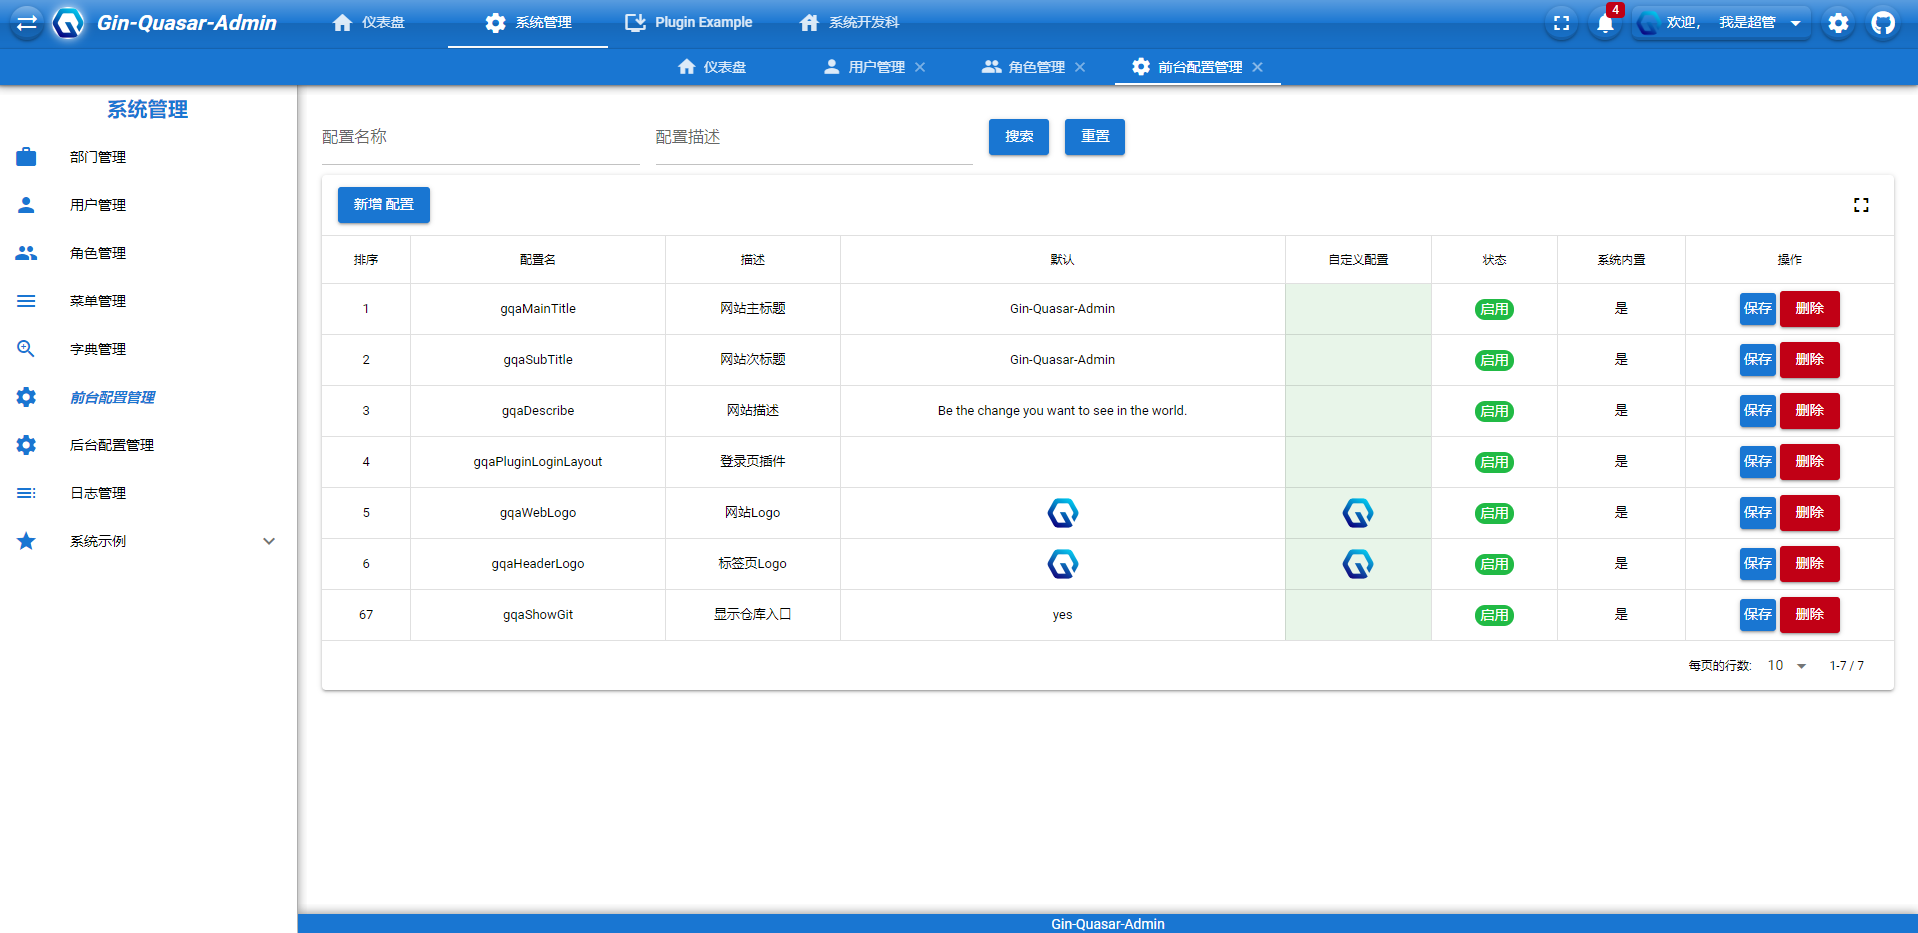 Gin-Quasar-Admin 仪表盘 系统管理 Plugin Example 系统开发科 4 欢迎, 我是超管
仪表盘 用户管理 角色管理 前台配置管理
系统管理
部门管理
用户管理
角色管理
菜单管理
字典管理
前台配置管理
后台配置管理
日志管理
系统示例
配置名称 配置描述 搜索 重置
新增 配置
排序 配置名 描述 默认 自定义配置 状态 系统内置 操作
1 gqaMainTitle 网站主标题 Gin-Quasar-Admin 启用 是 保存 删除
2 gqaSubTitle 网站次标题 Gin-Quasar-Admin 启用 是 保存 删除
3 gqaDescribe 网站描述 Be the change you want to see in the world. 启用 是 保存 删除
4 gqaPluginLoginLayout 登录页插件 启用 是 保存 删除
5 gqaWebLogo 网站Logo 启用 是 保存 删除
6 gqaHeaderLogo 标签页Logo 启用 是 保存 删除
67 gqaShowGit 显示仓库入口 yes 启用 是 保存 删除
每页的行数: 10 1-7 / 7
Gin-Quasar-Admin